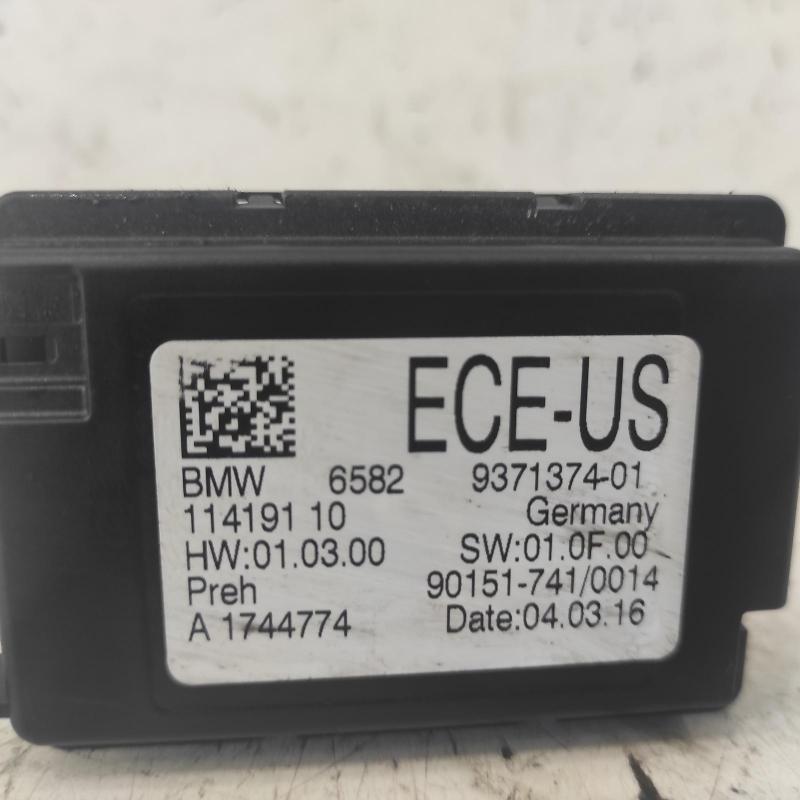 ECE-US
BMW 6582 9371374-01
114191 10 Germany
HW:01.03.00 SW:01.0F.00
Preh 90151-741/0014
A 1744774 Date:04.03.16